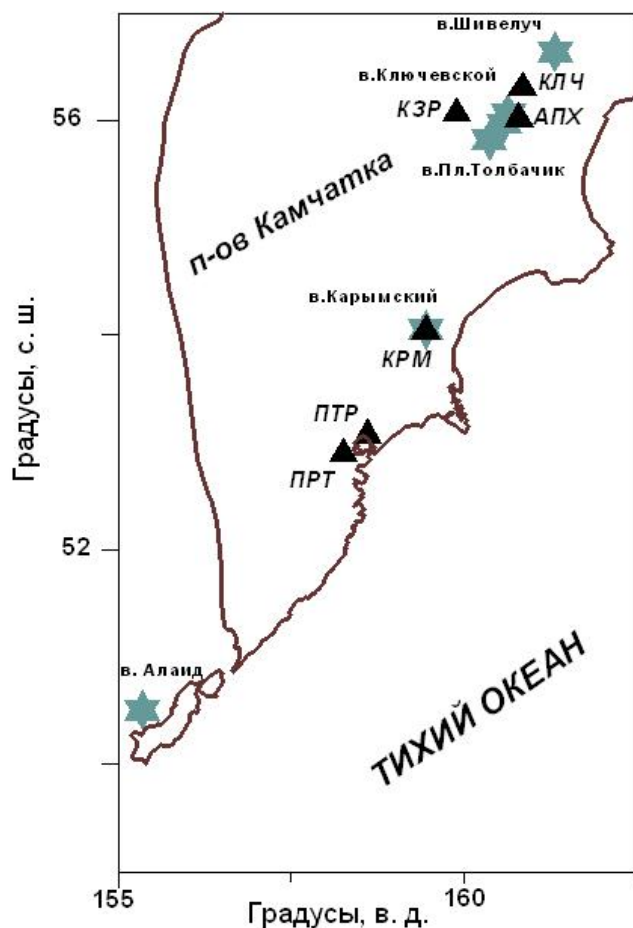 в.Шивелуч
в.Ключевской
КЛЧ
КЗР
АПХ
56
в.Пл.Толбачик
п-ов Камчатка
в.Карымский
КРМ
Градусы, с. ш.
ПТР
ПРТ
52
в. Алаид
ТИХИЙ ОКЕАН
155
160
Градусы, в. д.